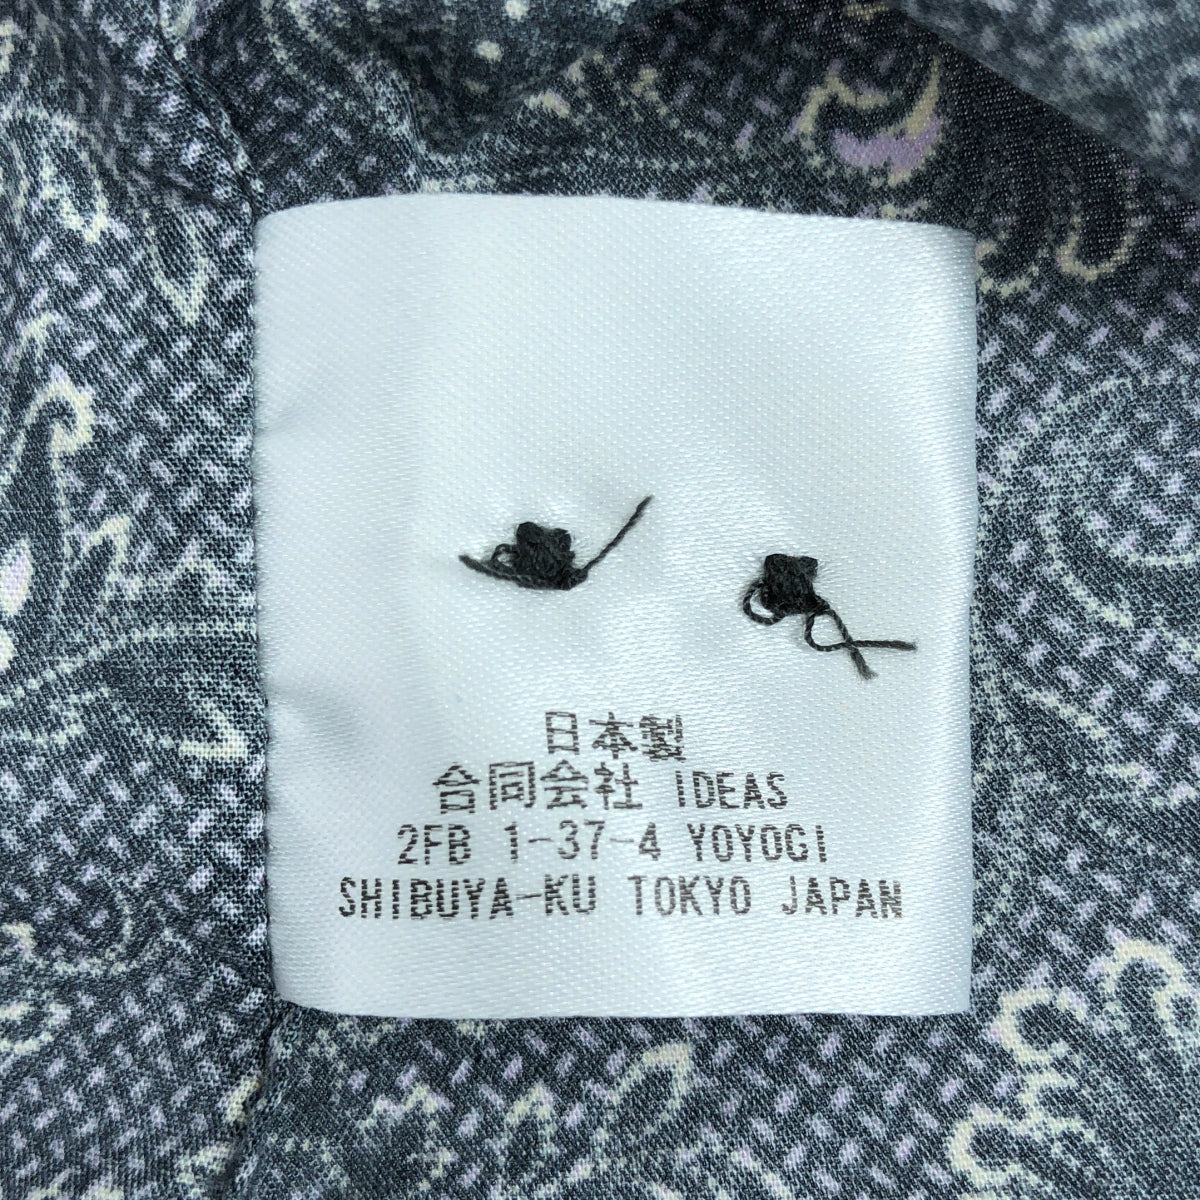 日本製
合同会社 IDEAS
2FB 1-37-4 YOYOGI
SHIBUYA-KU TOKYO JAPAN